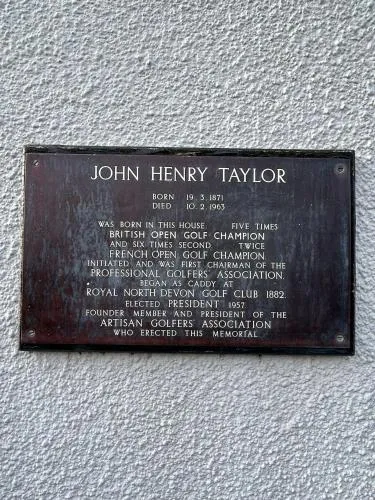 JOHN HENRY TAYLOR
BORN 19.3.1871
DIED 10.2.1963
WAS BORN IN THIS HOUSE. FIVE TIMES
BRITISH OPEN GOLF CHAMPION
AND SIX TIMES SECOND. TWICE
FRENCH OPEN GOLF CHAMPION.
INITIATED AND WAS FIRST CHAIRMAN OF THE
PROFESSIONAL GOLFERS' ASSOCIATION.
BEGAN AS CADDY AT
ROYAL NORTH DEVON GOLF CLUB 1882.
ELECTED PRESIDENT 1957.
FOUNDER MEMBER AND PRESIDENT OF THE
ARTISAN GOLFERS' ASSOCIATION
WHO ERECTED THIS MEMORIAL